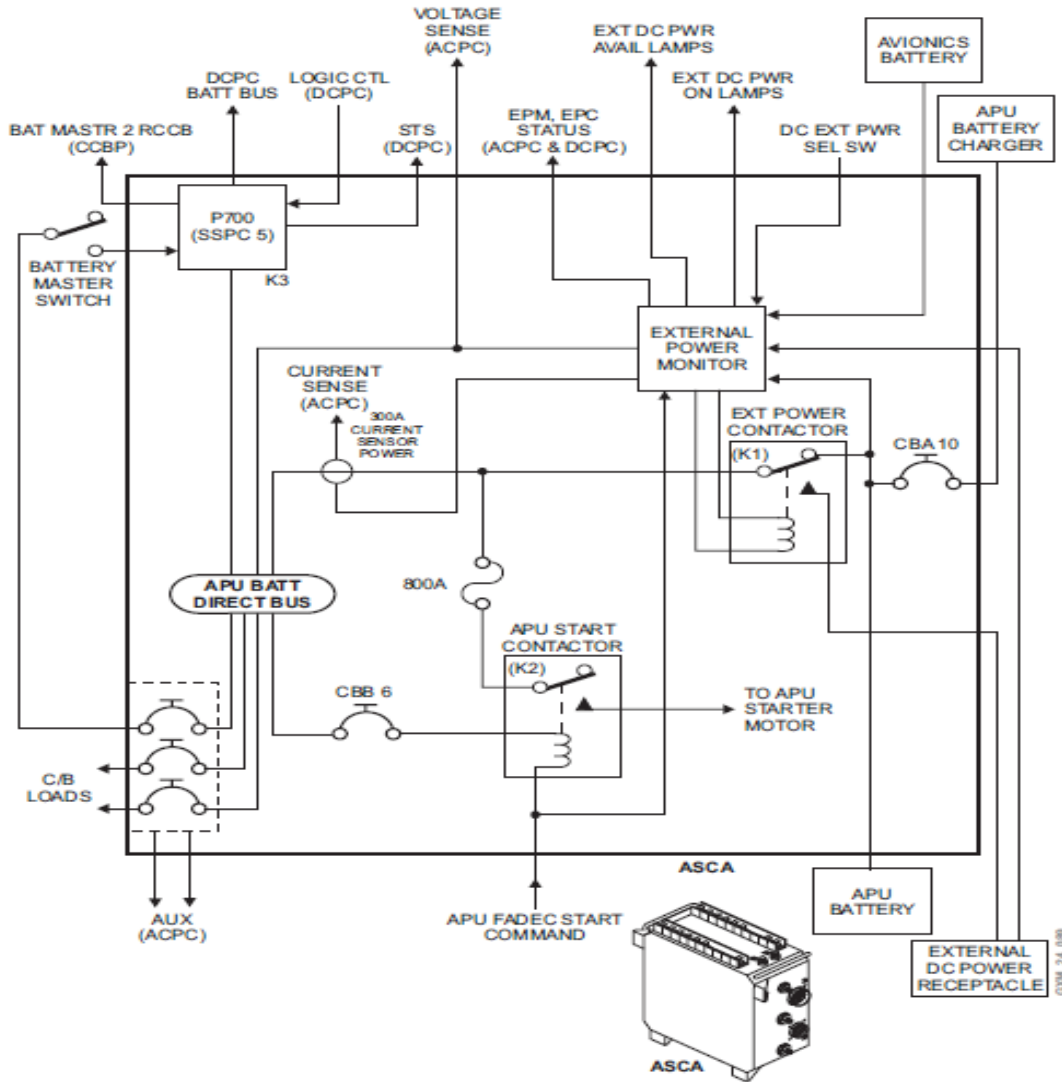 VOLTAGE
SENSE
(ACPC)
EXT DC PWR
AVAIL LAMPS
AVIONICS
BATTERY
DCPC
BATT BUS
LOGIC CTL
(DCPC)
EXT DC PWR
ON LAMPS
BAT MASTR 2 RCCB
(CCBP)
STS
(DCPC)
EPM, EPC
STATUS
(ACPC & DCPC)
DC EXT PWR
SEL SW
APU
BATTERY
CHARGER
P700
(SSPC 5)
K3
BATTERY
MASTER
SWITCH
EXTERNAL
POWER
MONITOR
CURRENT
SENSE
(ACPC)
300A
CURRENT
SENSOR
POWER
EXT POWER
CONTACTOR
(K1)
CBA 10
800A
APU BATT
DIRECT BUS
APU START
CONTACTOR
(K2)
CBB 6
TO APU
STARTER
MOTOR
C/B
LOADS
ASCA
AUX
(ACPC)
APU FADEC START
COMMAND
APU
BATTERY
EXTERNAL
DC POWER
RECEPTACLE
ASCA